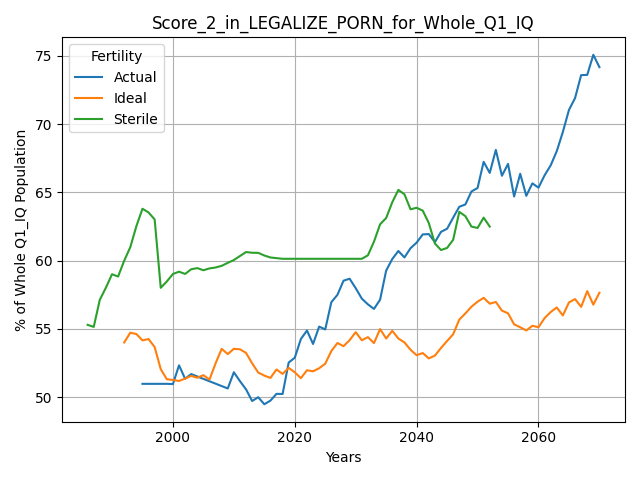 Score_2_in_LEGALIZE_PORN_for_Whole_Q1_IQ
Fertility
Actual
Ideal
Sterile
% of Whole Q1_IQ Population
75
70
65
60
55
50
2000
2020
2040
2060
Years